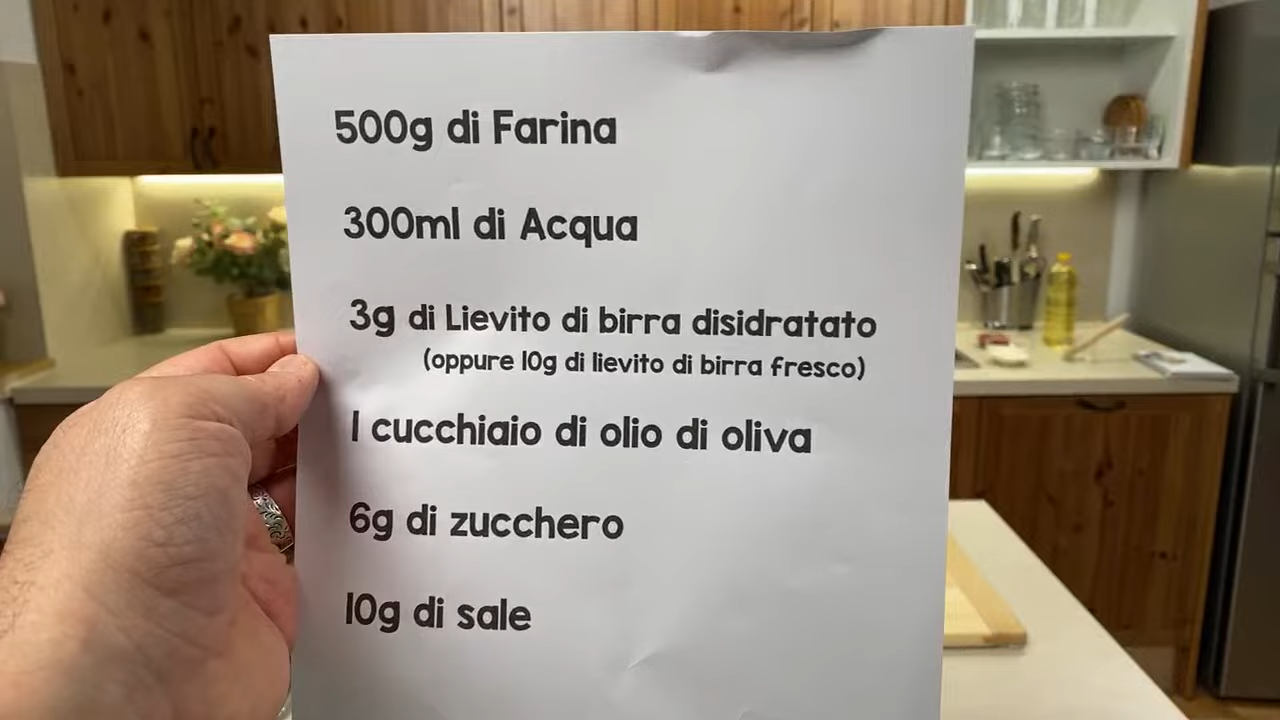 500g di Farina
300ml di Acqua
3g di Lievito di birra disidratato
(oppure 10g di lievito di birra fresco)
1 cucchiaio di olio di oliva
6g di zucchero
10g di sale